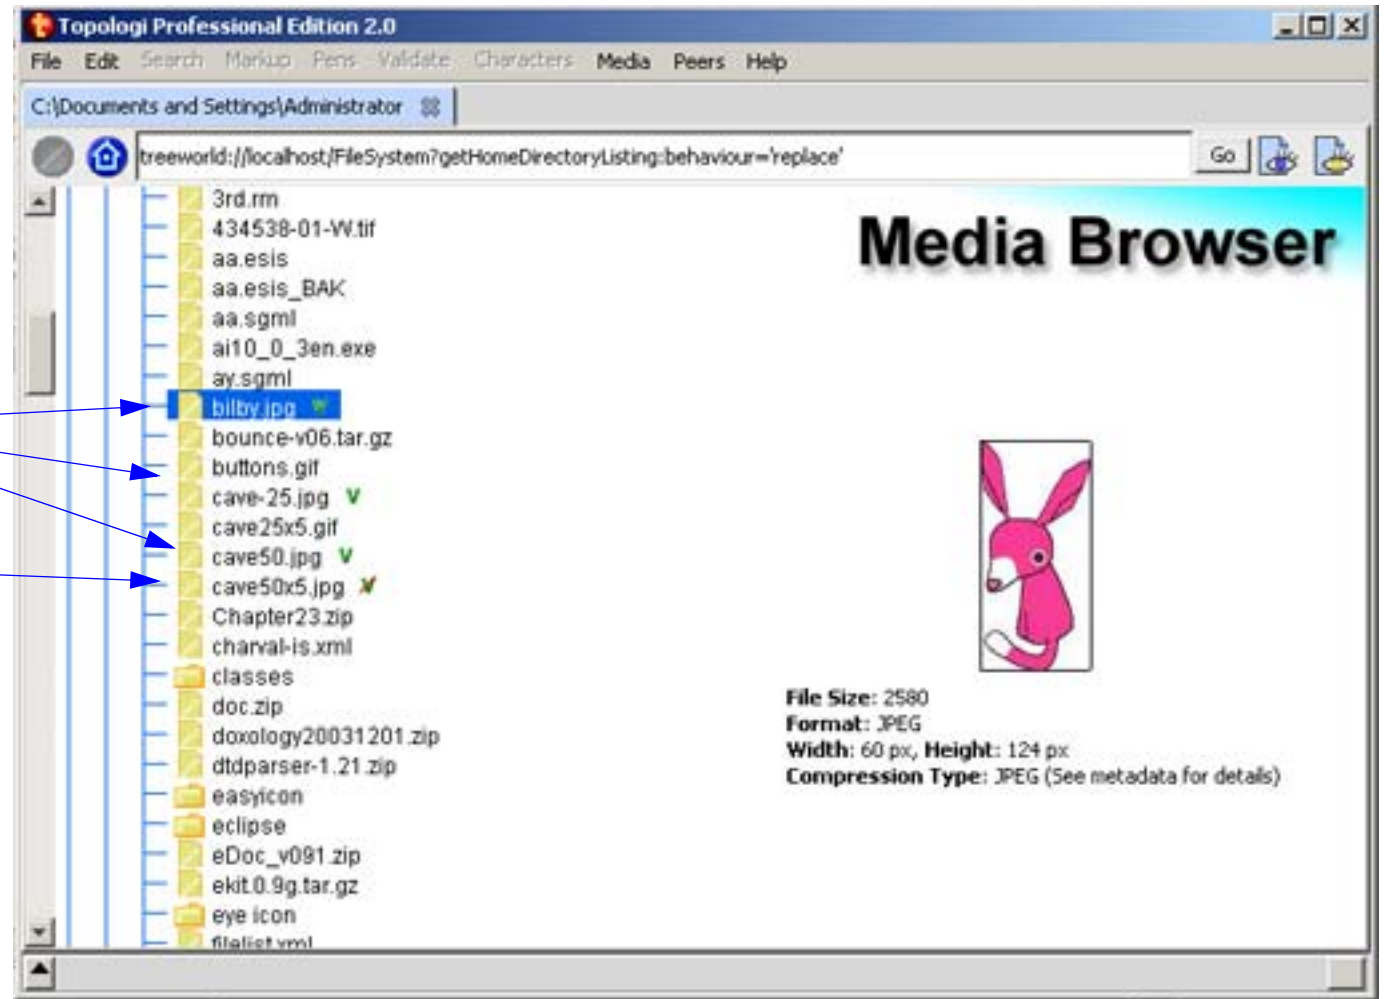 Topologi Professional Edition 2.0
File Edit Search Markup Pens Validate Characters Media Peers Help
C:\Documents and Settings\Administrator
treeworld://localhost/FileSystem?getHomeDirectoryListing:behaviour='replace'
Go
Media Browser
3rd.rm
434538-01-W.tif
aa.esis
aa.esis_BAK
aa.sgml
ai10_0_3en.exe
ay.sgml
bilby.jpg
bounce-v06.tar.gz
buttons.gif
cave-25.jpg V
cave25x5.gif
cave50.jpg V
cave50x5.jpg V
Chapter23.zip
charval-is.xml
classes
doc.zip
doxology20031201.zip
dtdparser-1.21.zip
easyicon
eclipse
eDoc_v091.zip
ekit.0.9g.tar.gz
eye icon
filelist.xml
File Size: 2580
Format: JPEG
Width: 60 px, Height: 124 px
Compression Type: JPEG (See metadata for details)